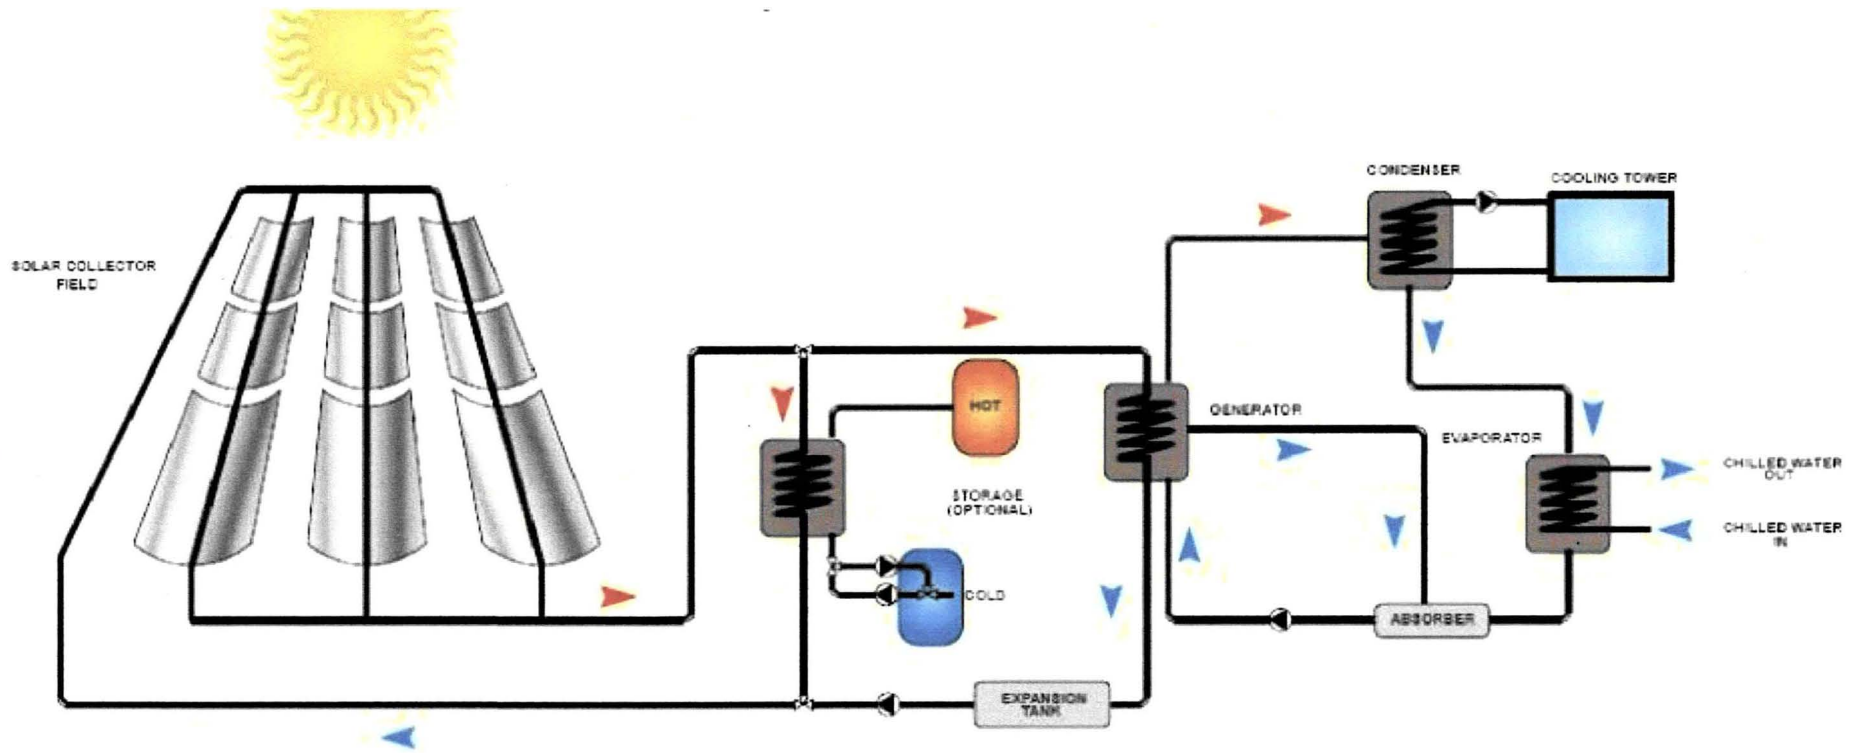 CONDENSER
COOLING TOWER
SOLAR COLLECTOR
FIELD
HOT
GENERATOR
EVAPORATOR
CHILLED WATER
OUT
STORAGE
(OPTIONAL)
CHILLED WATER
IN
COLD
ABSORBER
EXPANSION
TANK